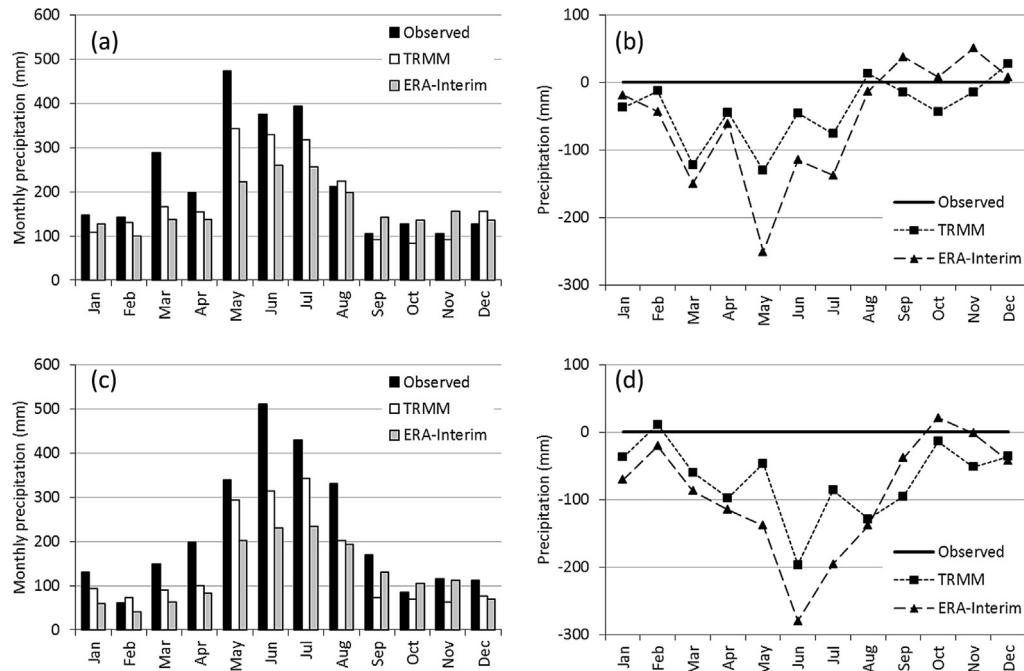 (a)
Monthly precipitation (mm)
600
500
400
300
200
100
0
Observed
TRMM
ERA-Interim
Jan
Feb
Mar
Apr
May
Jun
Jul
Aug
Sep
Oct
Nov
Dec
(b)
Precipitation (mm)
100
0
-100
-200
-300
Observed
TRMM
ERA-Interim
Jan
Feb
Mar
Apr
May
Jun
Jul
Aug
Sep
Oct
Nov
Dec
(c)
Monthly precipitation (mm)
600
500
400
300
200
100
0
Observed
TRMM
ERA-Interim
Jan
Feb
Mar
Apr
May
Jun
Jul
Aug
Sep
Oct
Nov
Dec
(d)
Precipitation (mm)
100
0
-100
-200
-300
Observed
TRMM
ERA-Interim
Jan
Feb
Mar
Apr
May
Jun
Jul
Aug
Sep
Oct
Nov
Dec